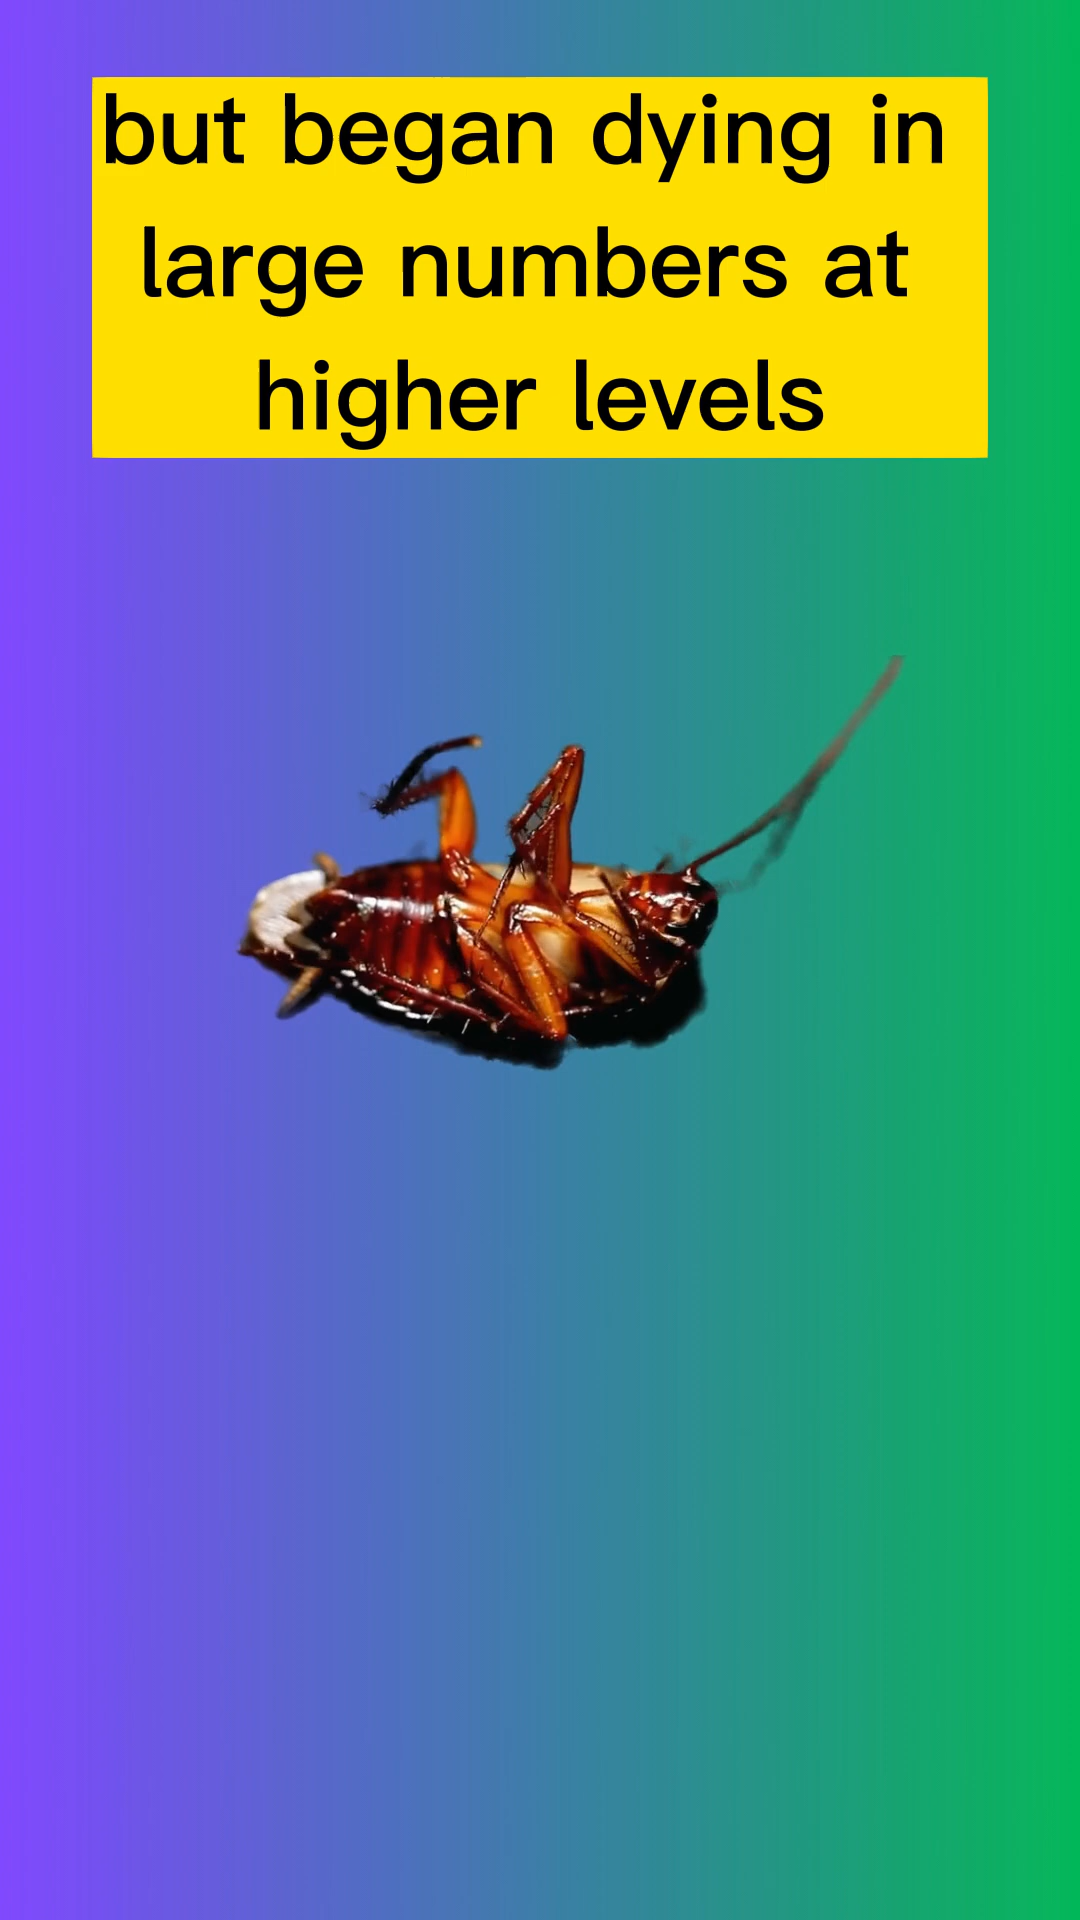 but began dying in
large numbers at
higher levels